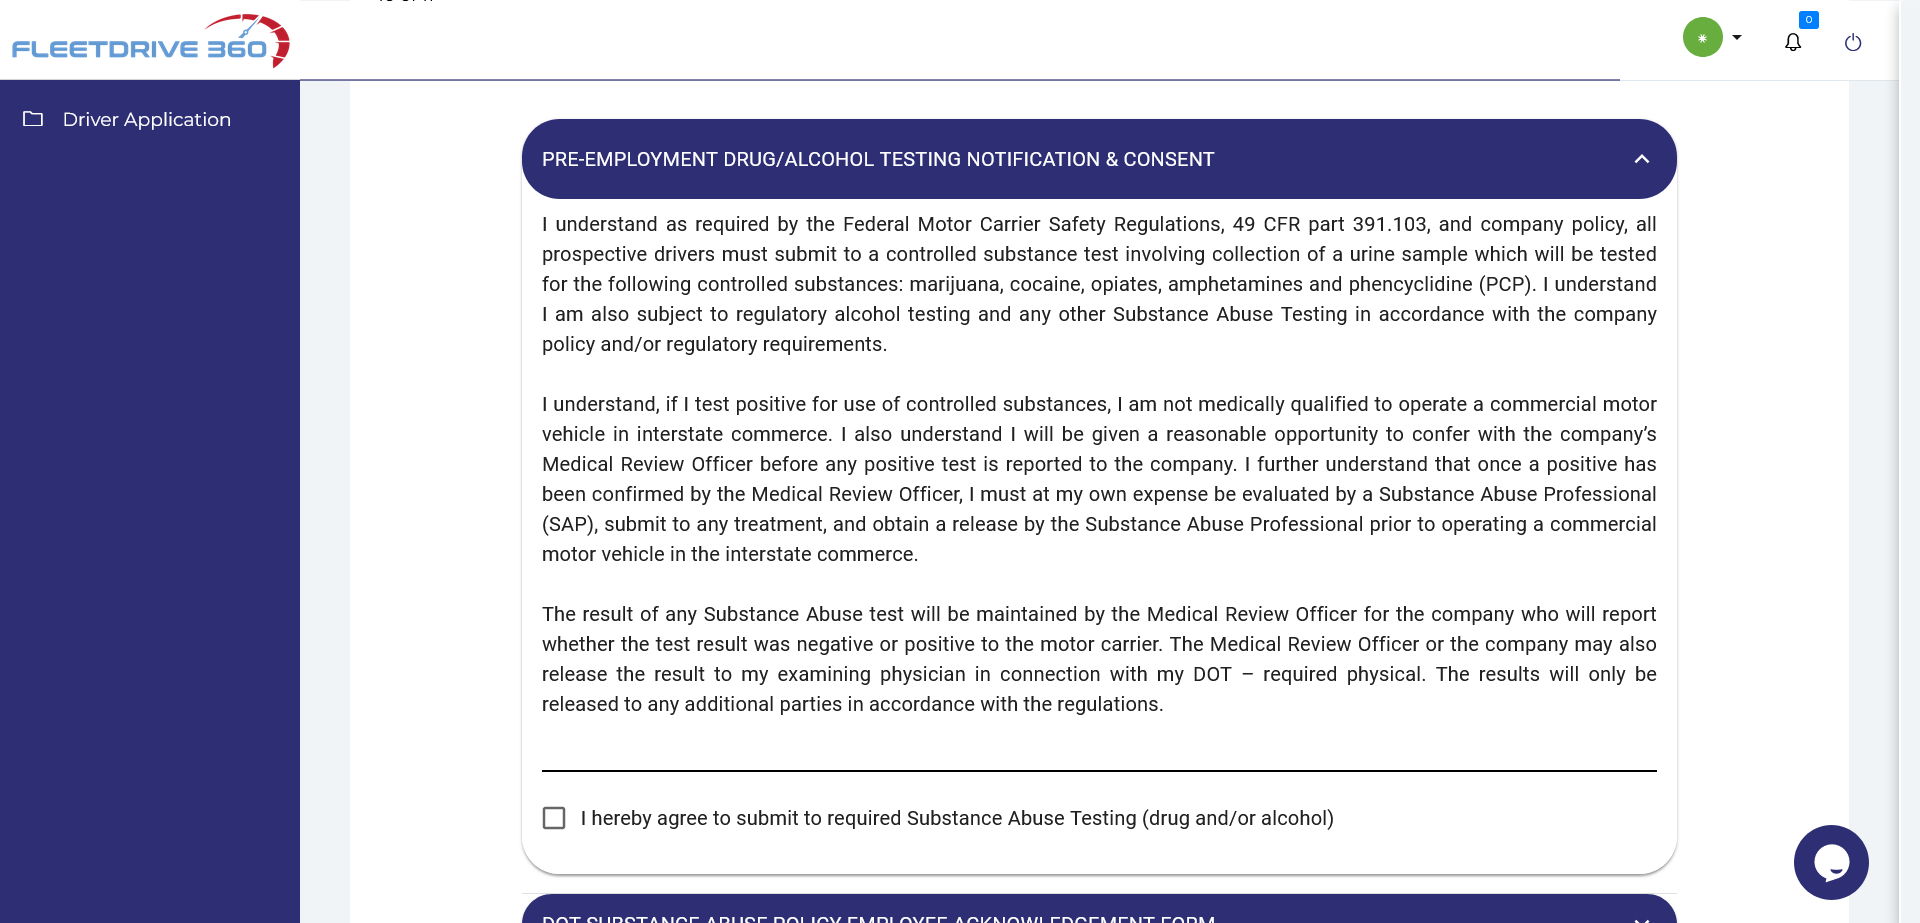 FLEETDRIVE 360
0
Driver Application
PRE-EMPLOYMENT DRUG/ALCOHOL TESTING NOTIFICATION & CONSENT
I understand as required by the Federal Motor Carrier Safety Regulations, 49 CFR part 391.103, and company policy, all
prospective drivers must submit to a controlled substance test involving collection of a urine sample which will be tested
for the following controlled substances: marijuana, cocaine, opiates, amphetamines and phencyclidine (PCP). I understand
I am also subject to regulatory alcohol testing and any other Substance Abuse Testing in accordance with the company
policy and/or regulatory requirements.
I understand, if I test positive for use of controlled substances, I am not medically qualified to operate a commercial motor
vehicle in interstate commerce. I also understand I will be given a reasonable opportunity to confer with the company’s
Medical Review Officer before any positive test is reported to the company. I further understand that once a positive has
been confirmed by the Medical Review Officer, I must at my own expense be evaluated by a Substance Abuse Professional
(SAP), submit to any treatment, and obtain a release by the Substance Abuse Professional prior to operating a commercial
motor vehicle in the interstate commerce.
The result of any Substance Abuse test will be maintained by the Medical Review Officer for the company who will report
whether the test result was negative or positive to the motor carrier. The Medical Review Officer or the company may also
release the result to my examining physician in connection with my DOT – required physical. The results will only be
released to any additional parties in accordance with the regulations.
I hereby agree to submit to required Substance Abuse Testing (drug and/or alcohol)
DOT SUBSTANCE ABUSE POLICY EMPLOYEE ACKNOWLEDGEMENT FORM